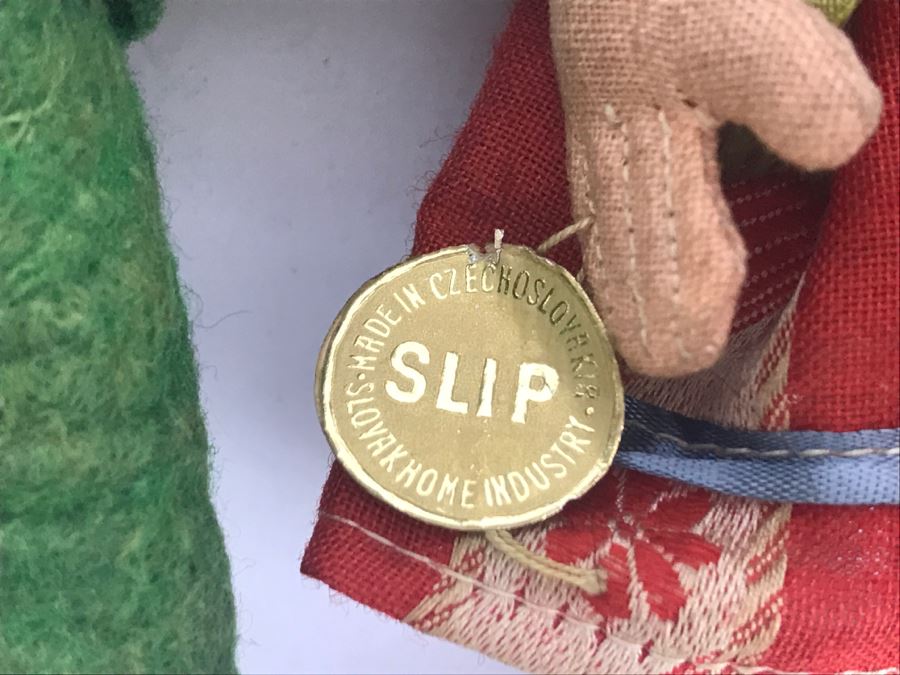 MADE IN CZECHOSLOVAKIA
SLIP
SLOVAK HOME INDUSTRY